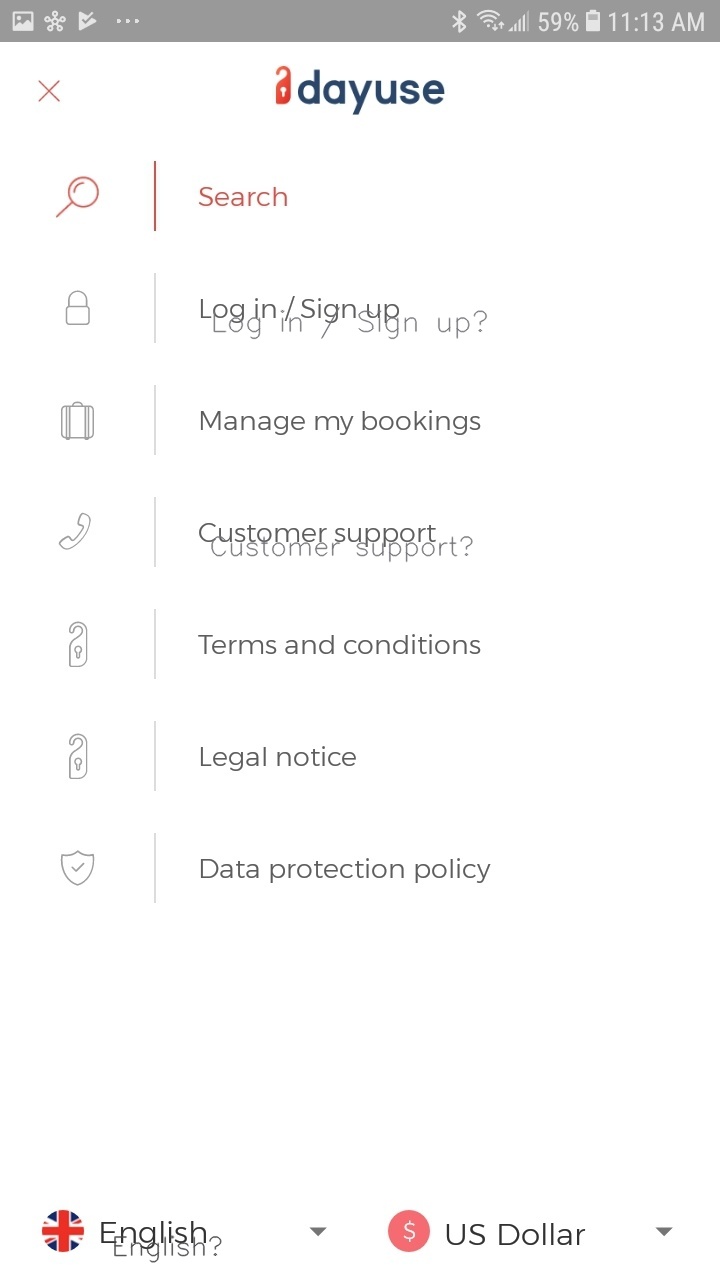 59% 11:13 AM
dayuse
Search
Log in / Sign up
Log in / Sign up?
Manage my bookings
Customer support
Customer support?
Terms and conditions
Legal notice
Data protection policy
English
English?
$ US Dollar